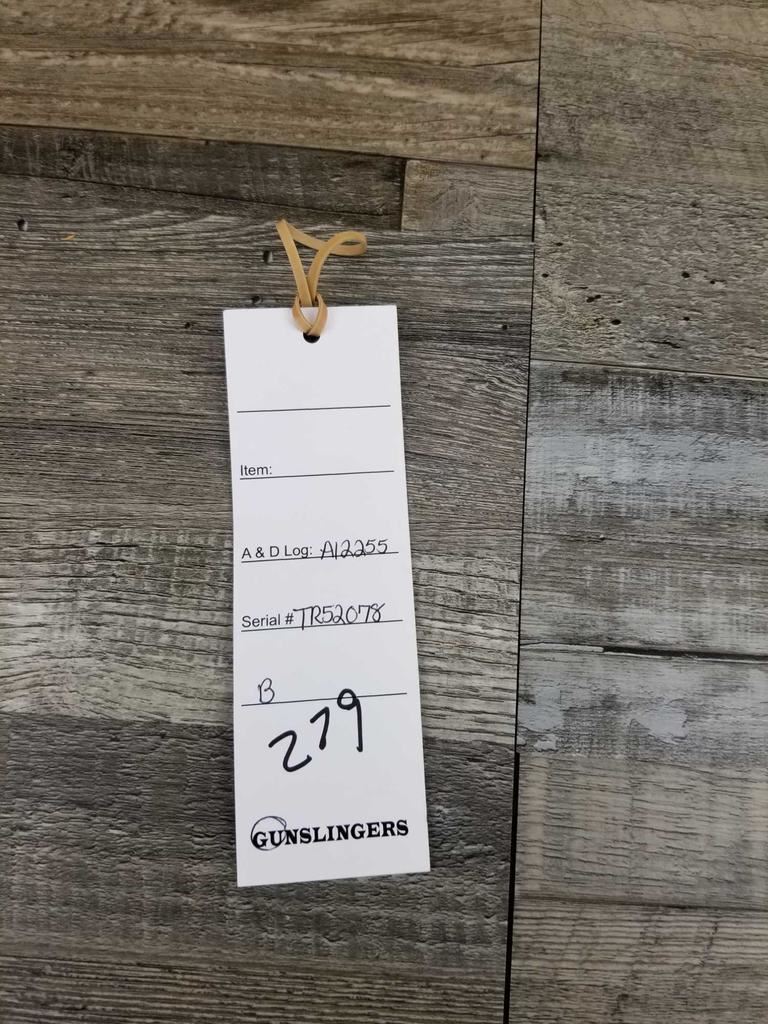 Item:
A & D Log: A12255
Serial # TR52078
B
279
GUNSLINGERS